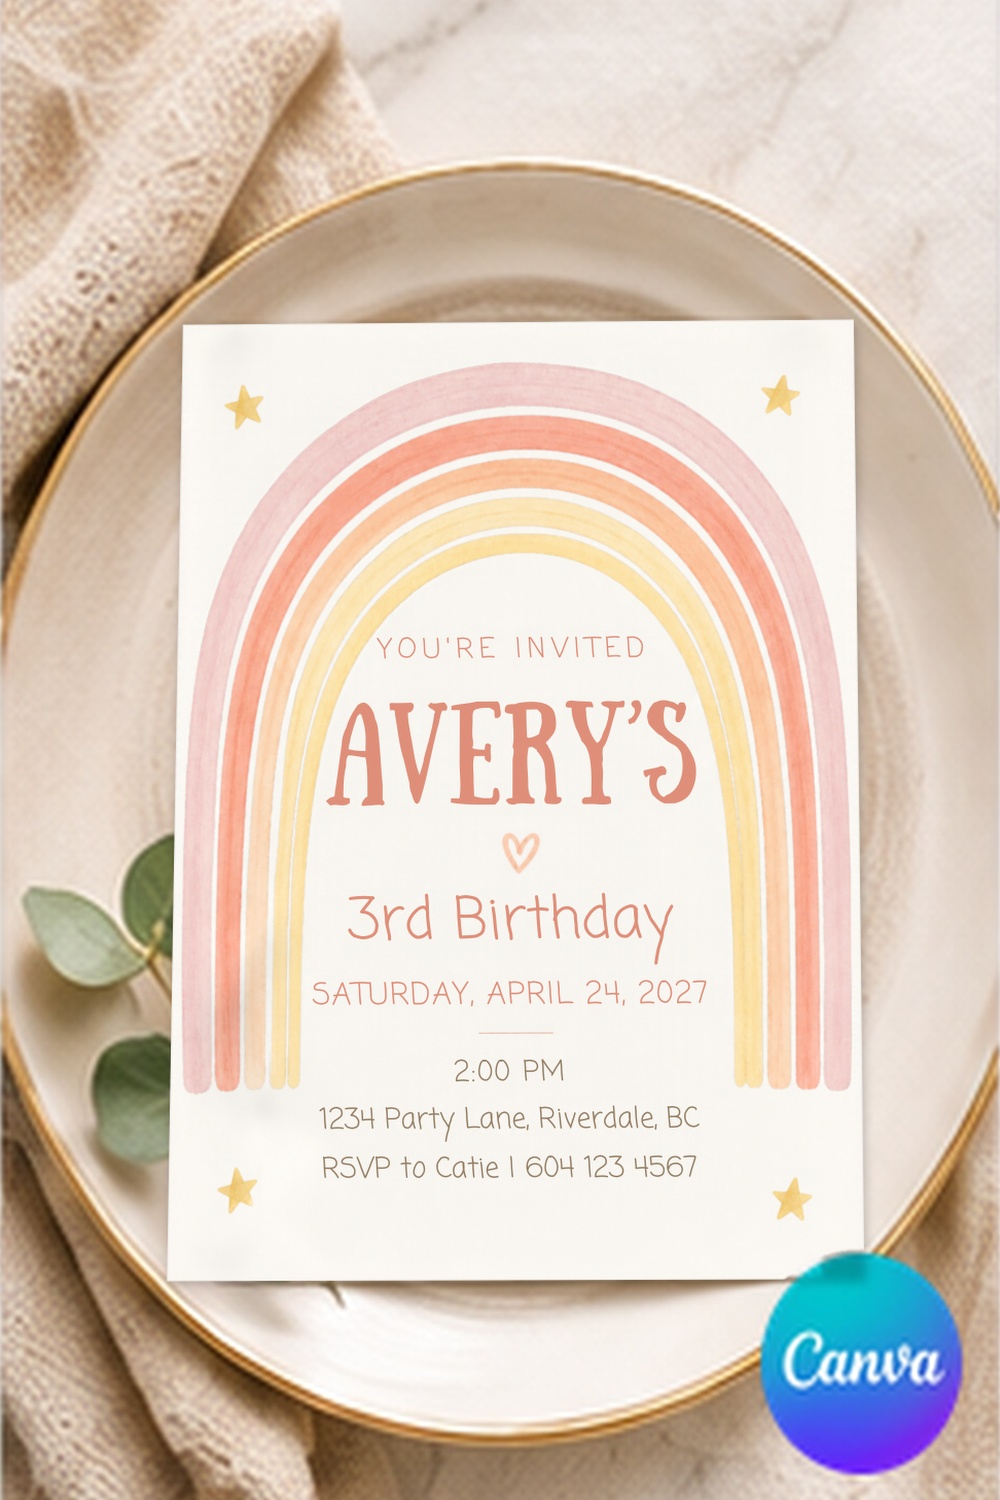 YOU'RE INVITED
AVERY'S
3rd Birthday
SATURDAY, APRIL 24, 2027
2:00 PM
1234 Party Lane, Riverdale, BC
RSVP to Catie | 604 123 4567
Canva